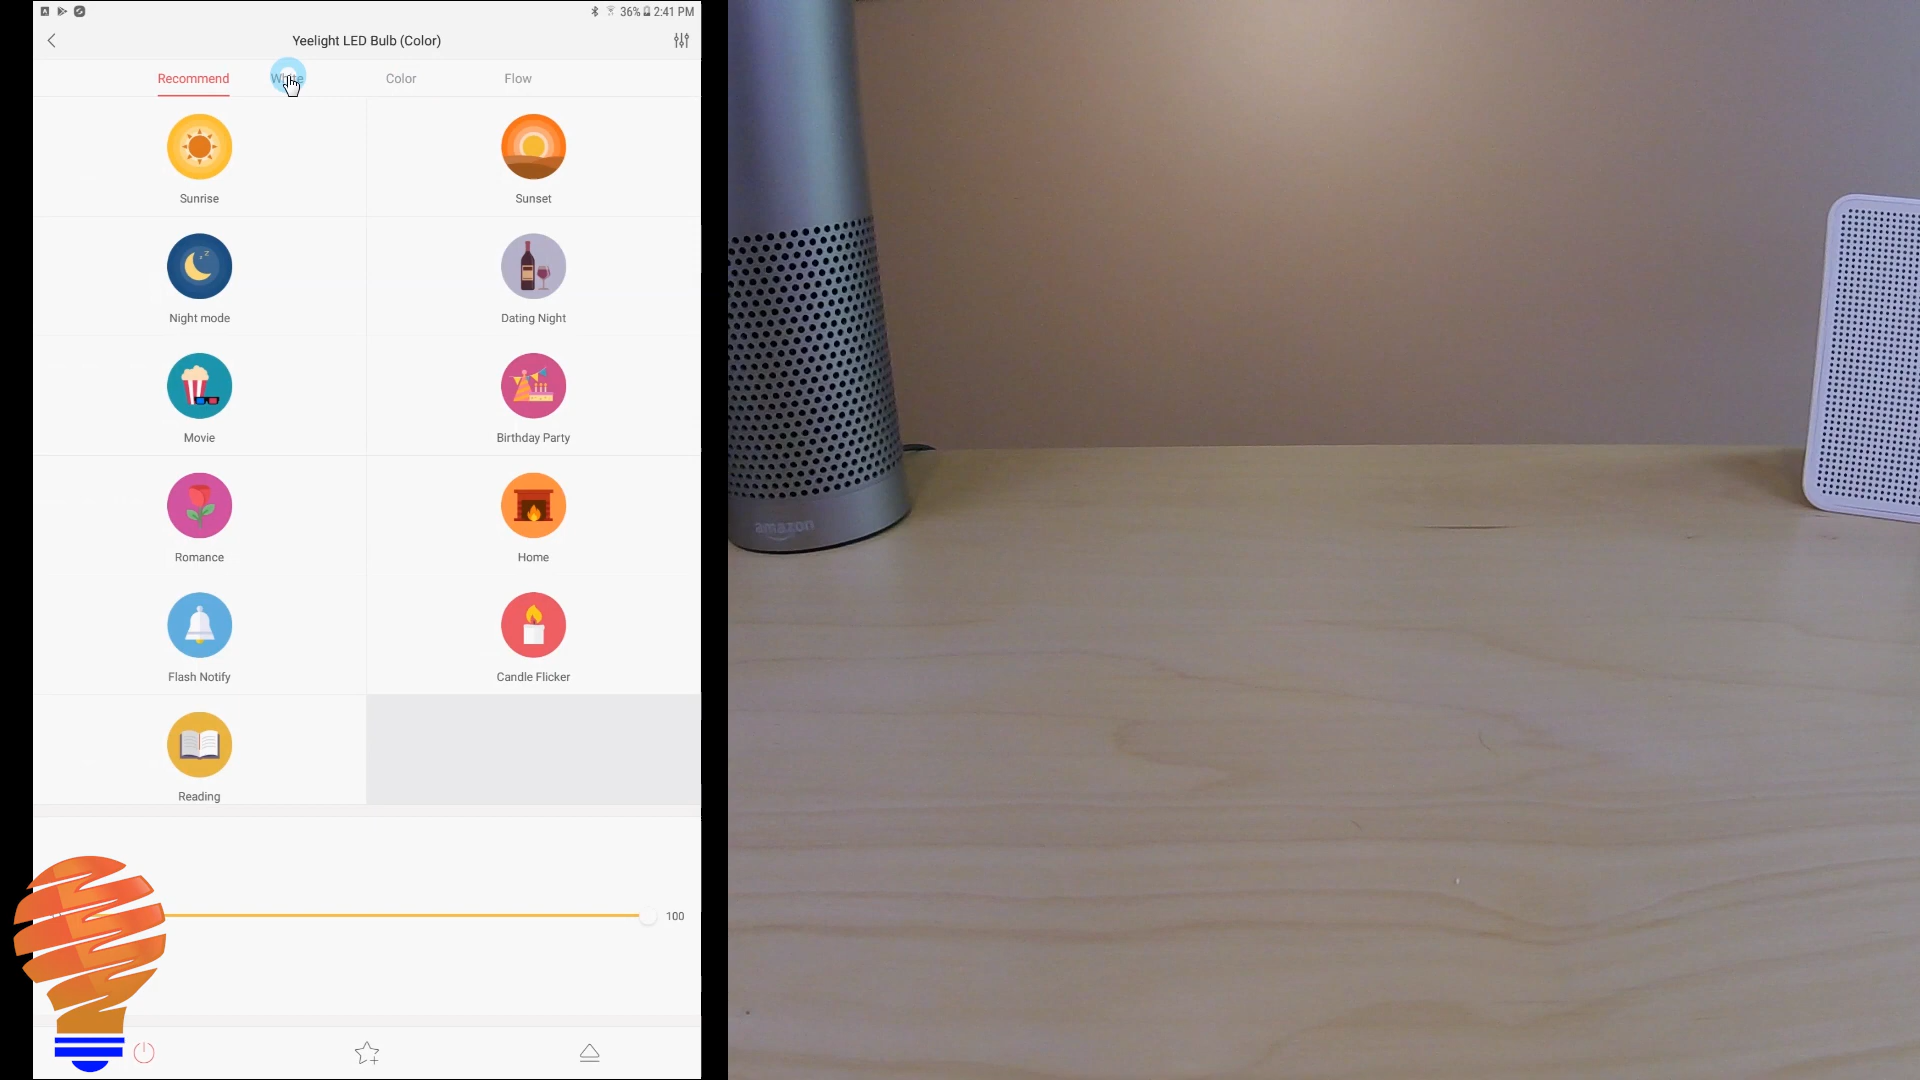 36% 2:41 PM
Yeelight LED Bulb (Color)
Recommend White Color Flow
Sunrise Sunset
Night mode Dating Night
Movie Birthday Party
Romance Home
Flash Notify Candle Flicker
Reading
100
amazon